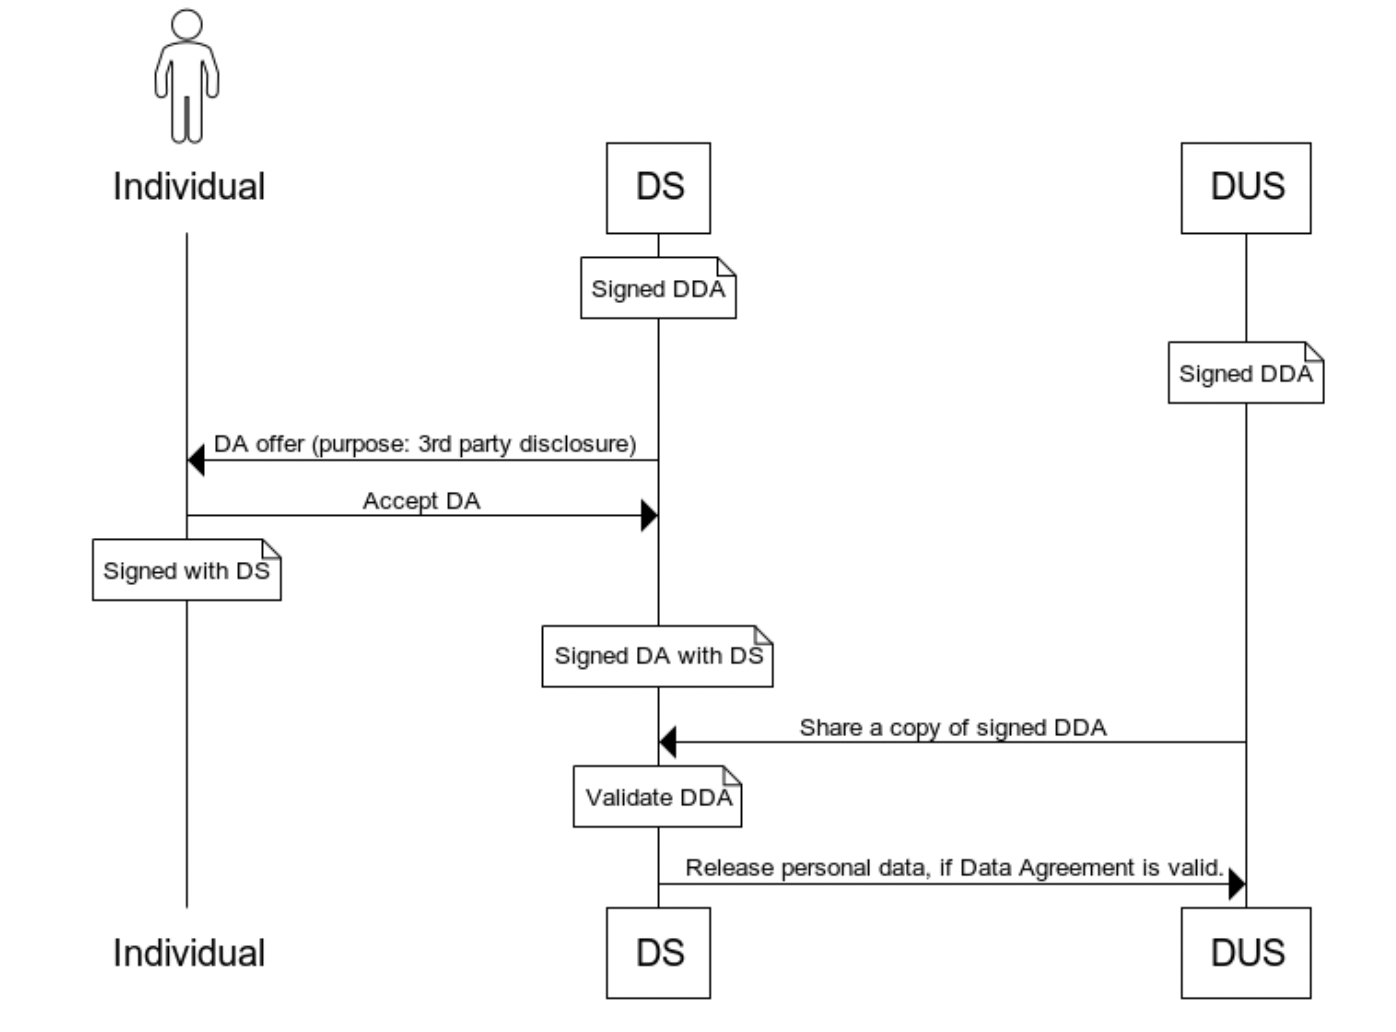 Individual
DS
DUS
Signed DDA
Signed DDA
DA offer (purpose: 3rd party disclosure)
Accept DA
Signed with DS
Signed DA with DS
Share a copy of signed DDA
Validate DDA
Release personal data, if Data Agreement is valid.
Individual
DS
DUS